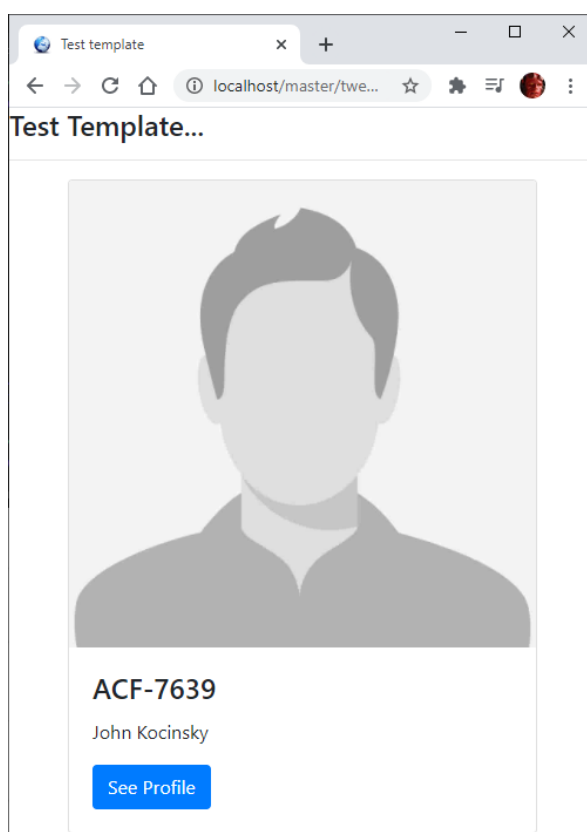 Test template
localhost/master/twe...
Test Template...
ACF-7639
John Kocinsky
See Profile